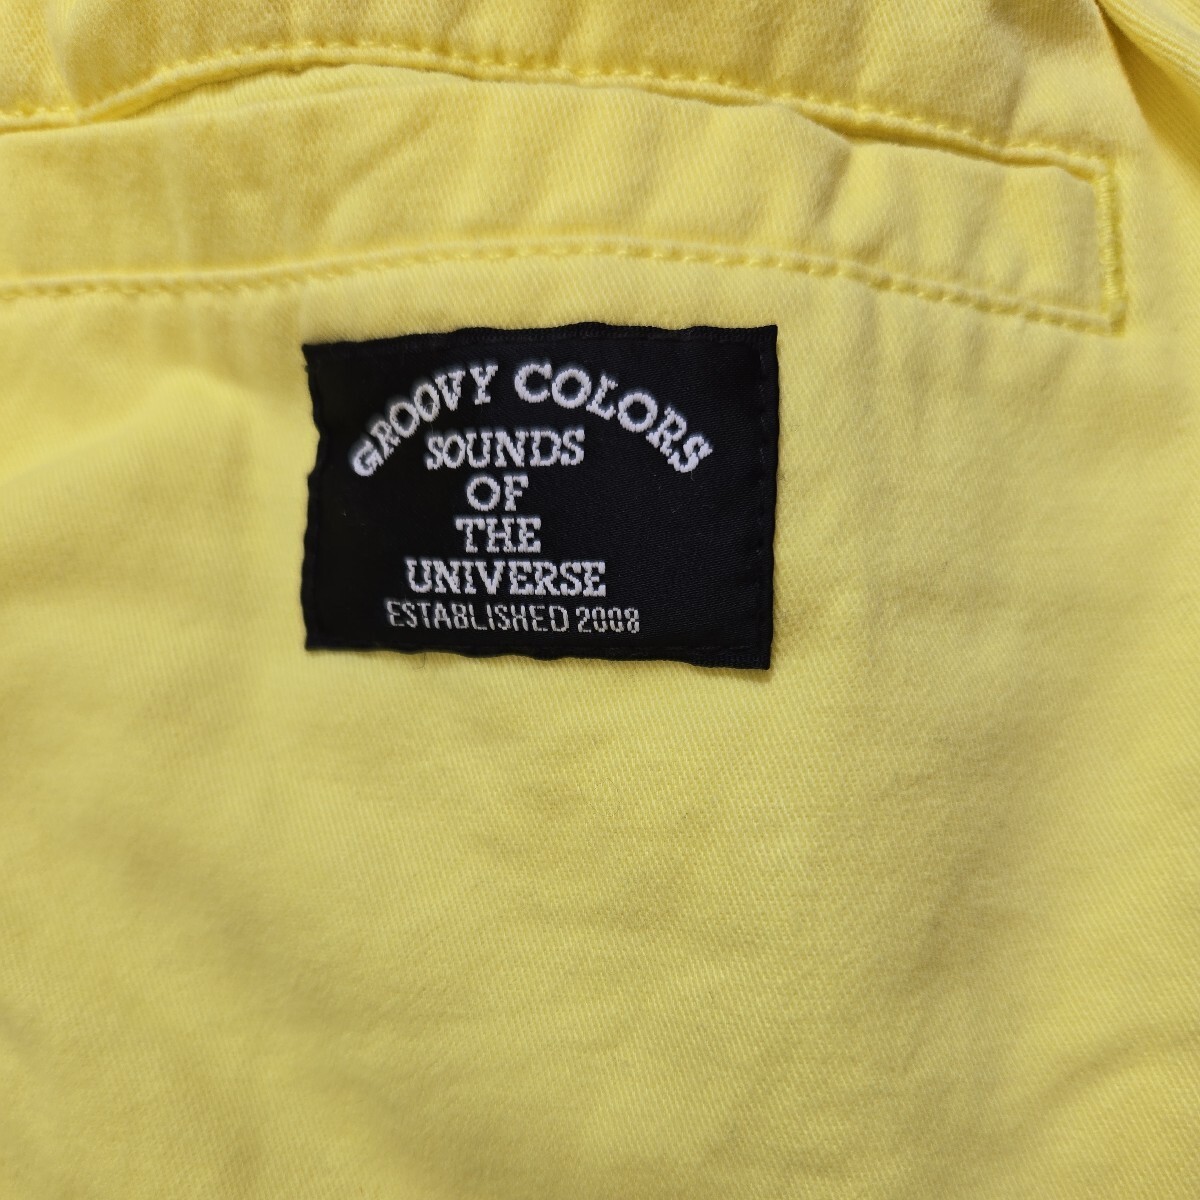 GROOVY COLORS
SOUNDS
OF
THE
UNIVERSE
ESTABLISHED 2008